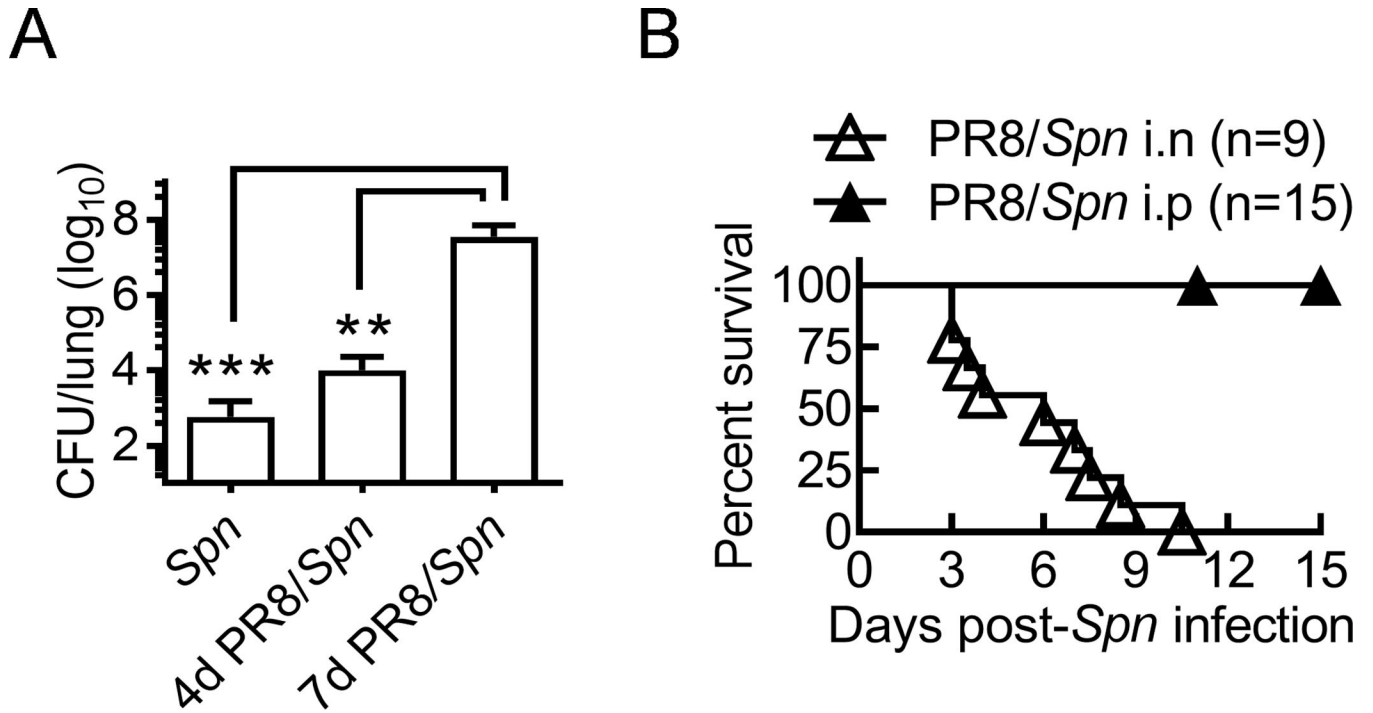 A
B
PR8/Spn i.n (n=9)
PR8/Spn i.p (n=15)
CFU/lung (log10)
8
6
4
2
***
**
Spn
4d PR8/Spn
7d PR8/Spn
Percent survival
100
75
50
25
0
0 3 6 9 12 15
Days post-Spn infection